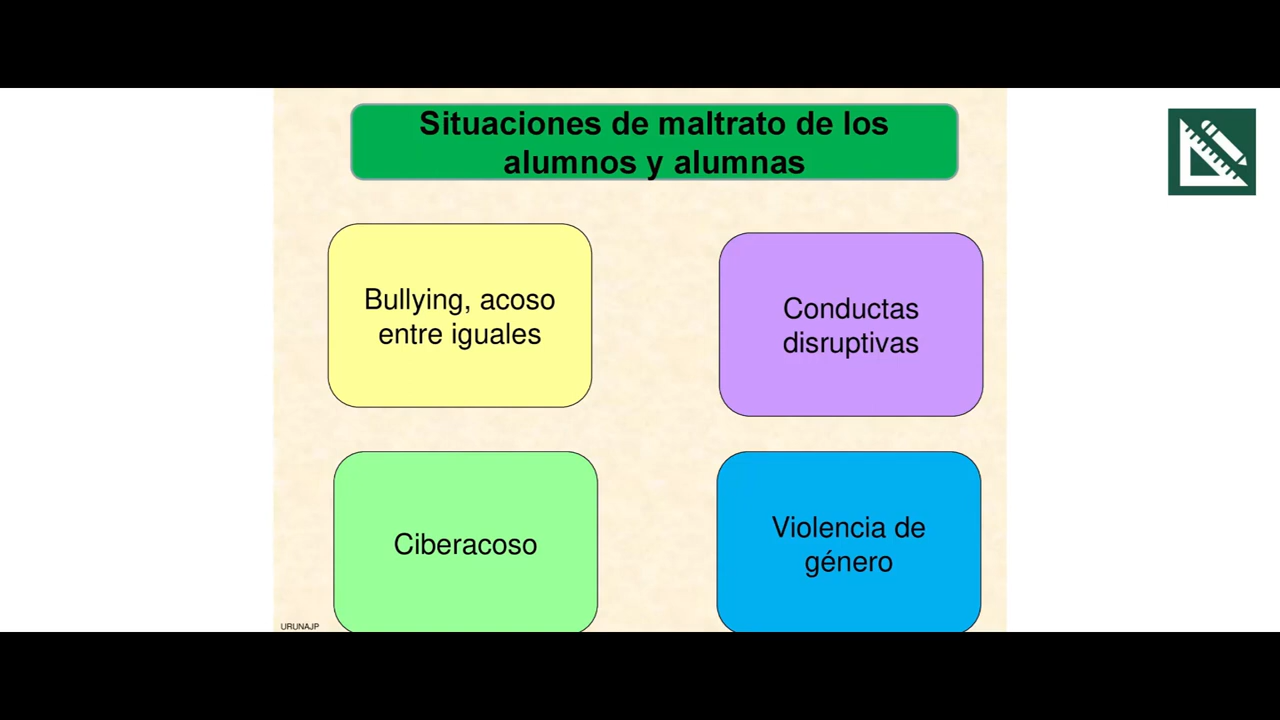 Situaciones de maltrato de los
alumnos y alumnas
Bullying, acoso
entre iguales
Conductas
disruptivas
Ciberacoso
Violencia de
género
URUNAJP